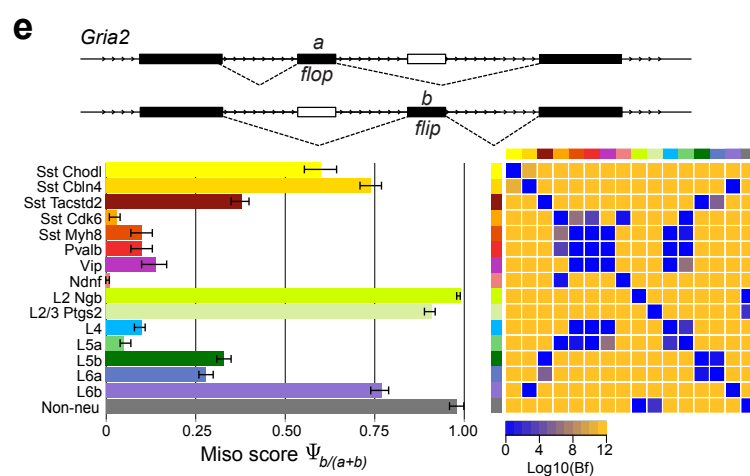 e
Gria2
a
flop
b
flip
Sst Chodl
Sst Cbln4
Sst Tacstd2
Sst Cdk6
Sst Myh8
Pvalb
Vip
Ndnf
L2 Ngb
L2/3 Ptgs2
L4
L5a
L5b
L6a
L6b
Non-neu
0 0.25 0.50 0.75 1.00
Miso score Ψb/(a+b)
0 4 8 12
Log10(Bf)